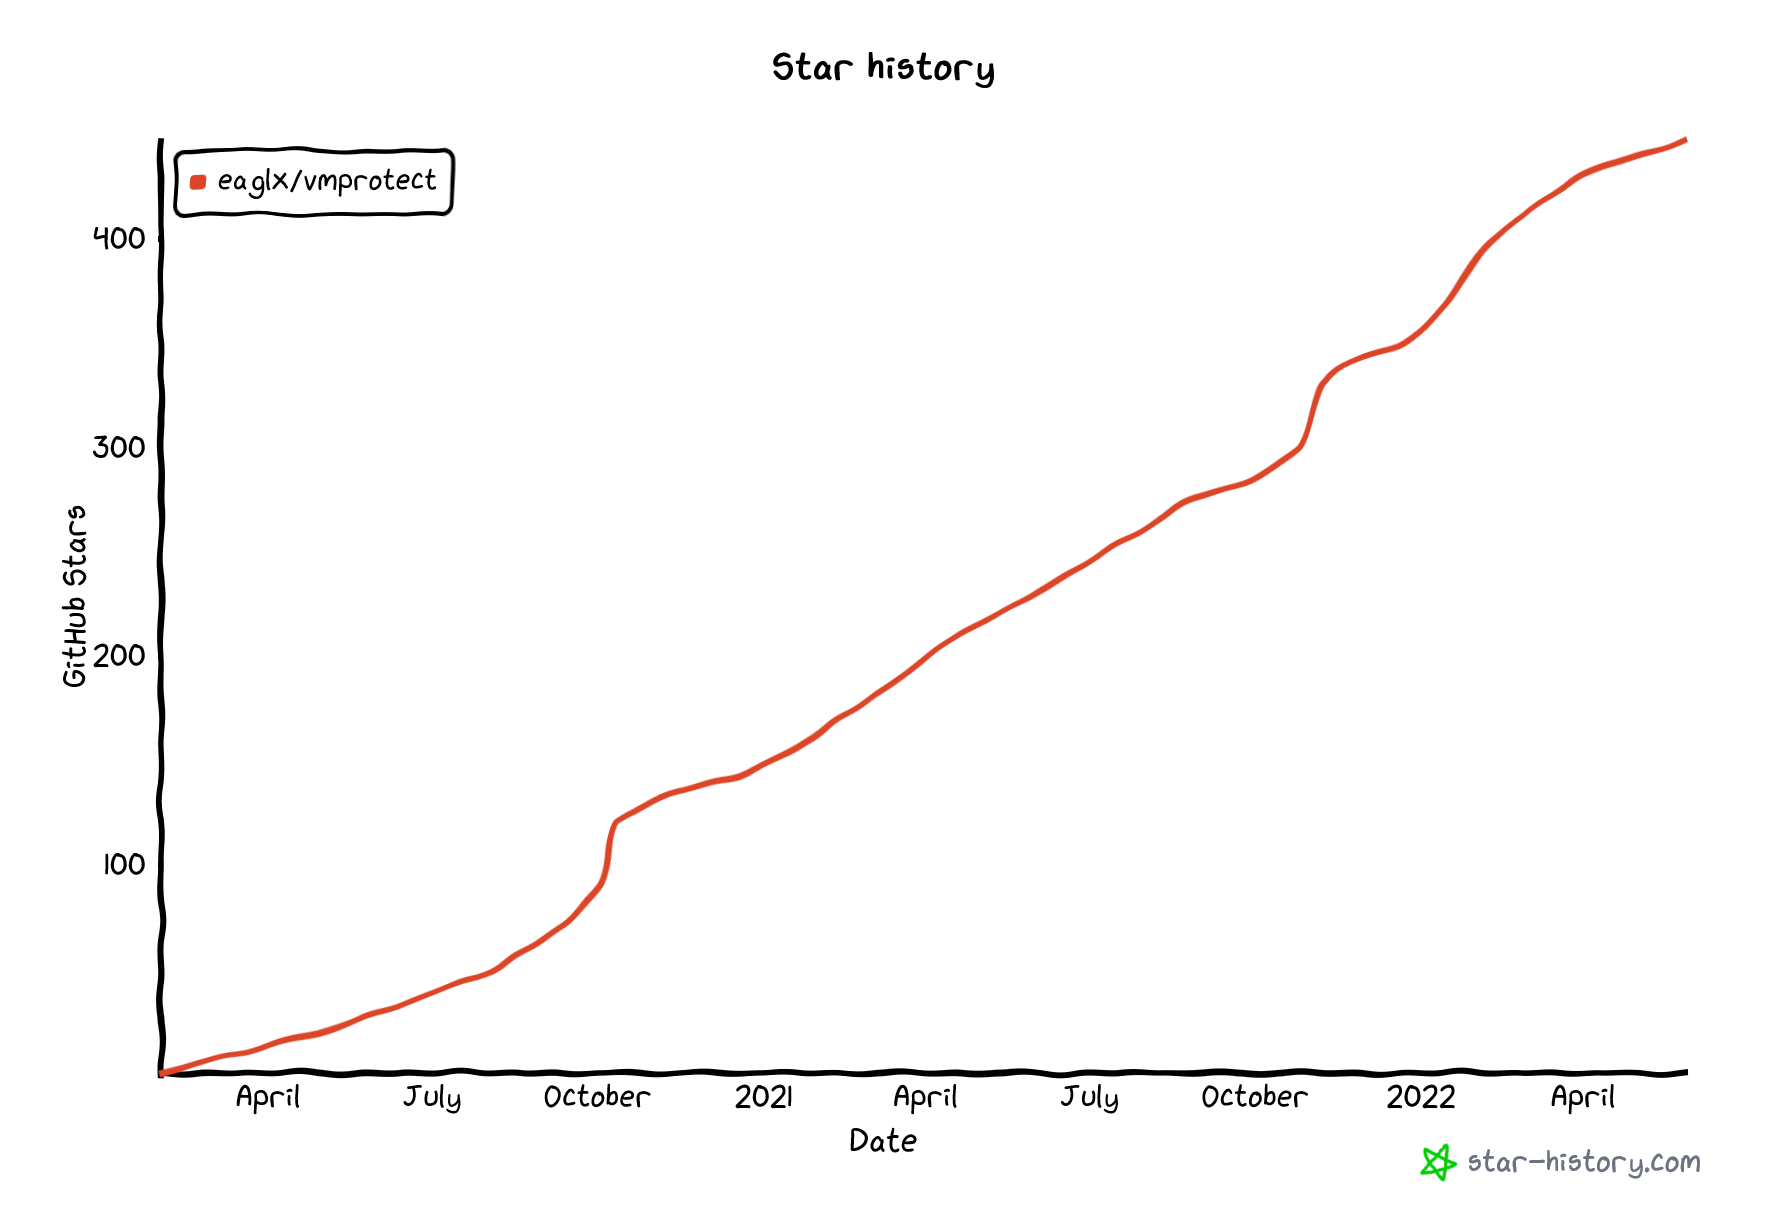 Star history
eaglx/vmprotect
400
300
200
100
GitHub Stars
April July October 2021 April July October 2022 April
Date
star-history.com